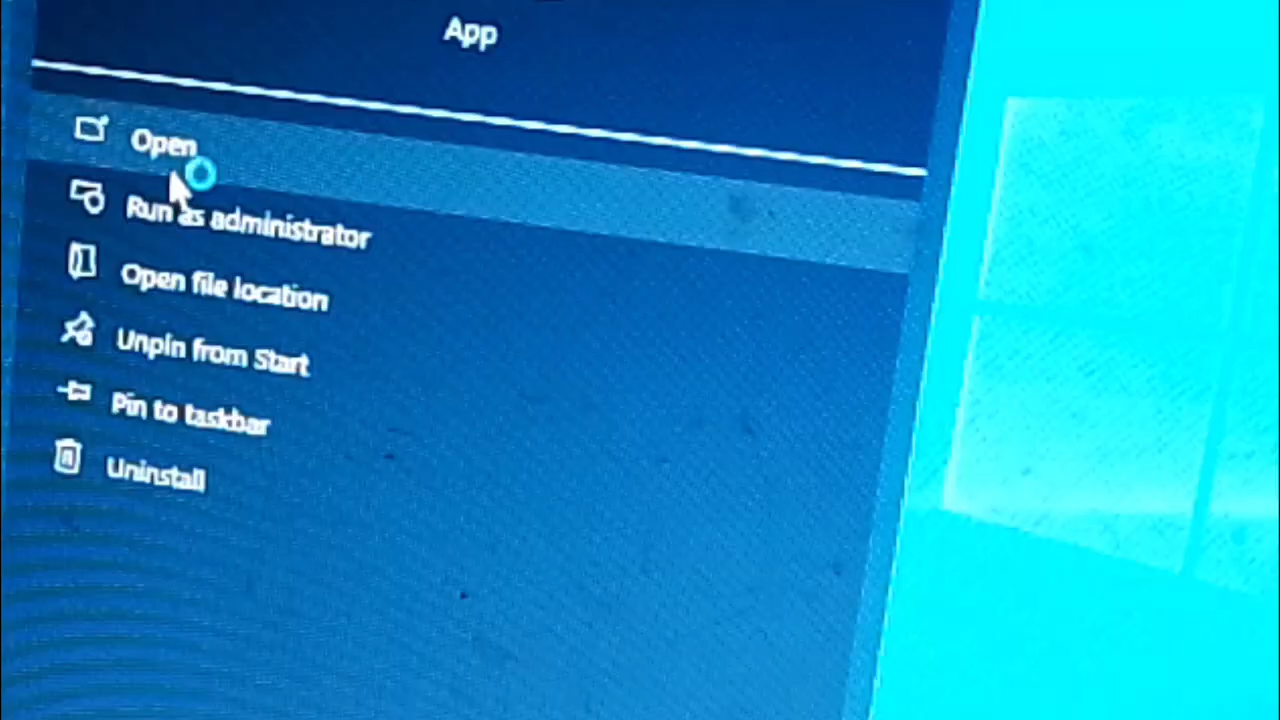 App
Open
Run as administrator
Open file location
Unpin from Start
Pin to taskbar
Uninstall